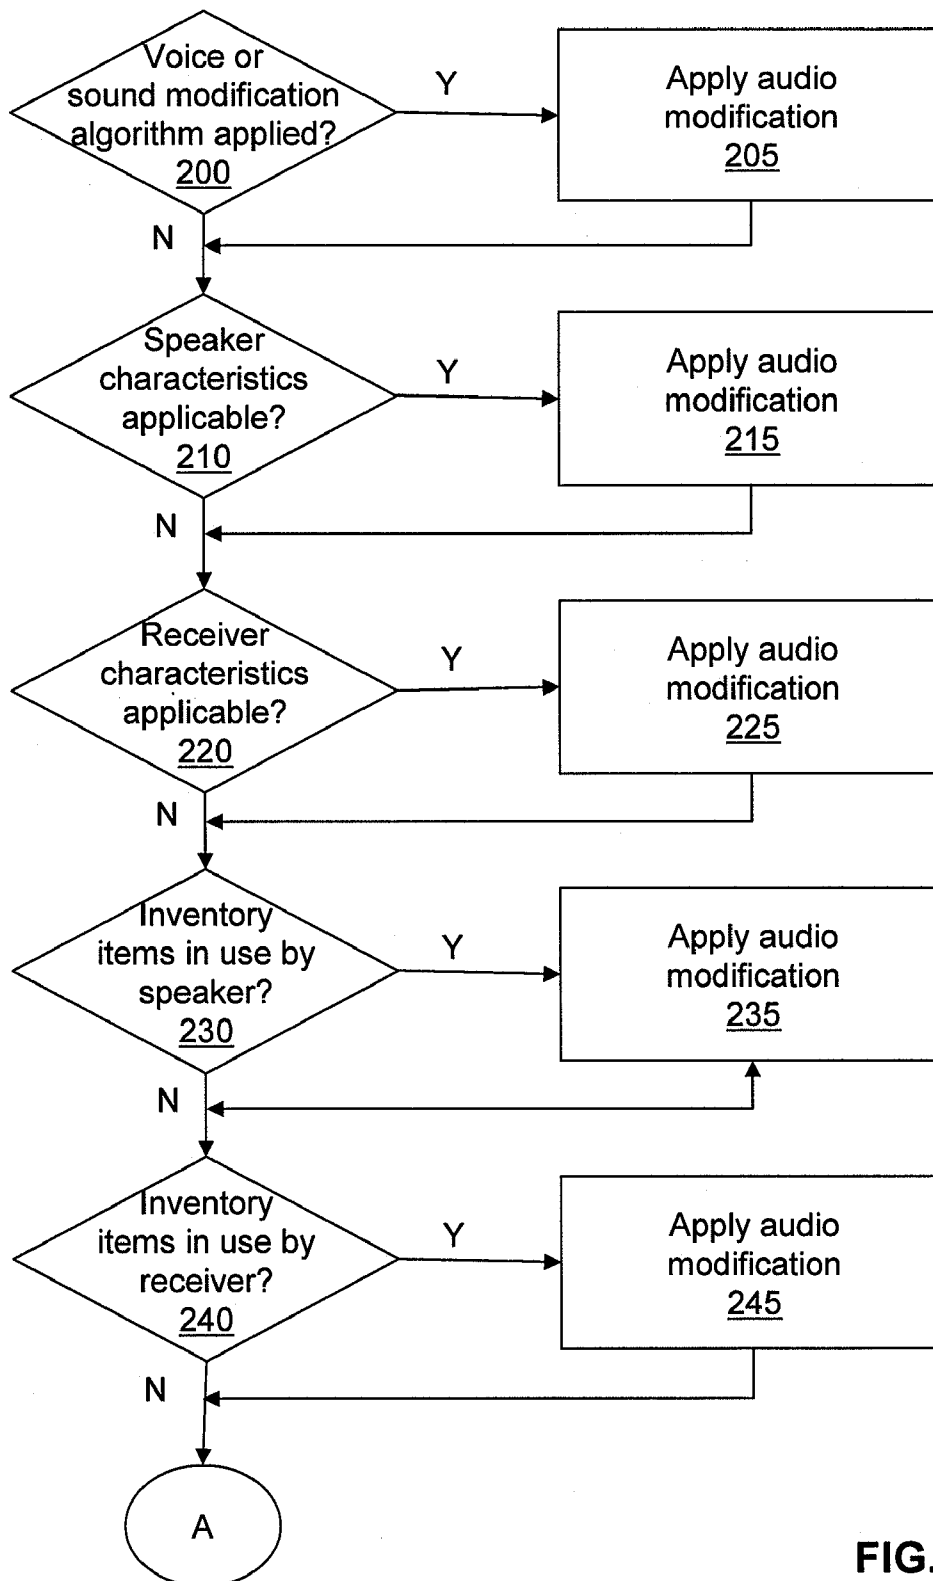 Voice or
sound modification
algorithm applied?
200
Y
Apply audio
modification
205
N
Speaker
characteristics
applicable?
210
Y
Apply audio
modification
215
N
Receiver
characteristics
applicable?
220
Y
Apply audio
modification
225
N
Inventory
items in use by
speaker?
230
Y
Apply audio
modification
235
N
Inventory
items in use by
receiver?
240
Y
Apply audio
modification
245
N
A
FIG.